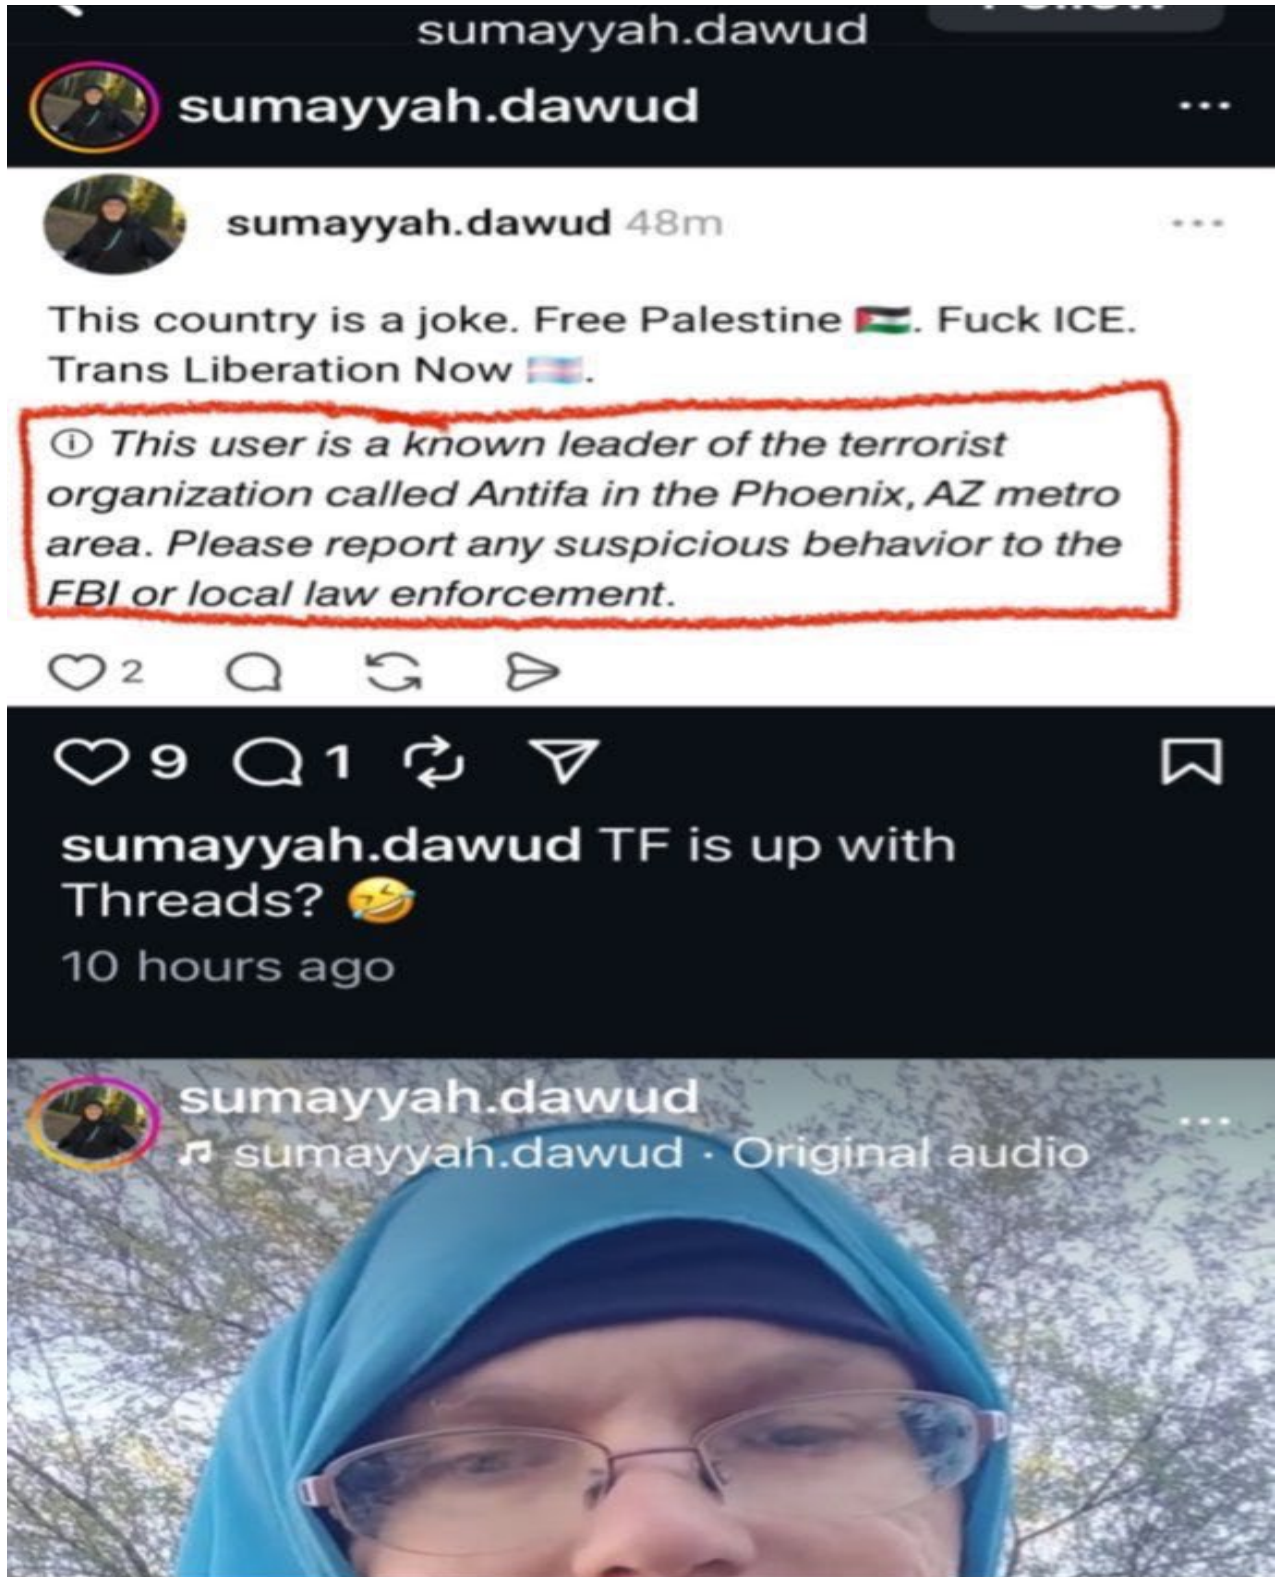 sumayyah.dawud
sumayyah.dawud
sumayyah.dawud 48m
This country is a joke. Free Palestine 🇵🇸. Fuck ICE.
Trans Liberation Now 🏳️‍⚧️.
ⓘ This user is a known leader of the terrorist
organization called Antifa in the Phoenix, AZ metro
area. Please report any suspicious behavior to the
FBI or local law enforcement.
2
9 1
sumayyah.dawud TF is up with
Threads? 🤣
10 hours ago
sumayyah.dawud
sumayyah.dawud · Original audio